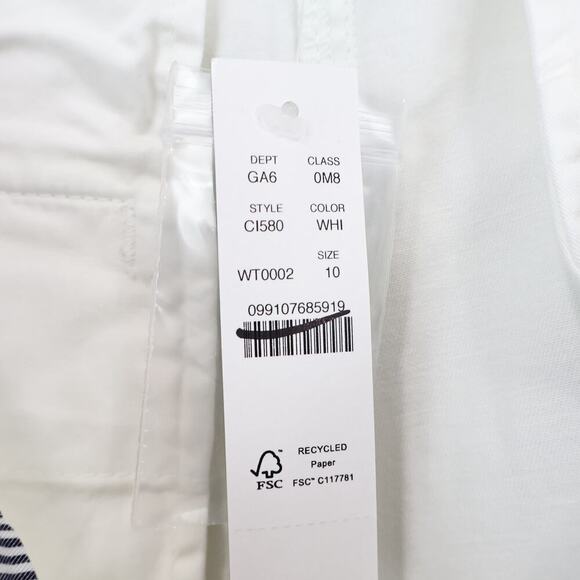 DEPT CLASS
GA6 0M8
STYLE COLOR
CI580 WHI
SIZE
WT0002 10
099107685919
RECYCLED
Paper
FSC™ C117781
FSC